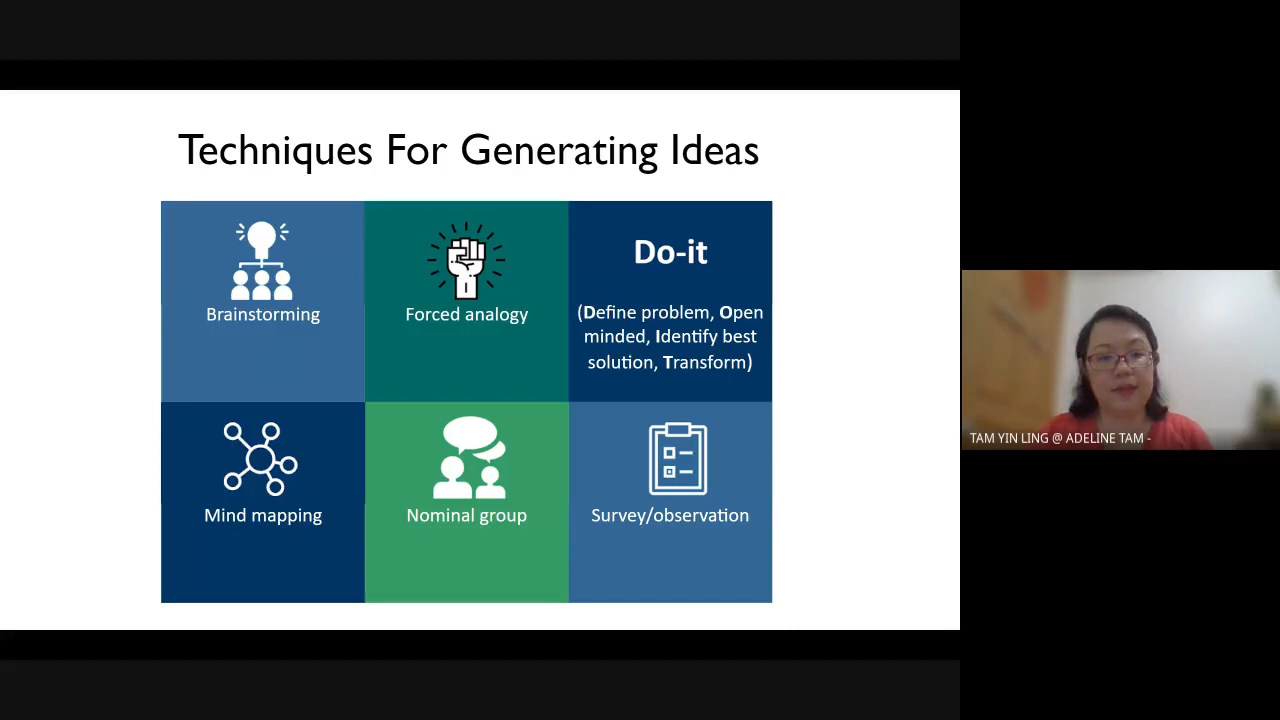 Techniques For Generating Ideas
Brainstorming
Forced analogy
Do-it
(Define problem, Open
minded, Identify best
solution, Transform)
Mind mapping
Nominal group
Survey/observation
TAM YIN LING @ ADELINE TAM -